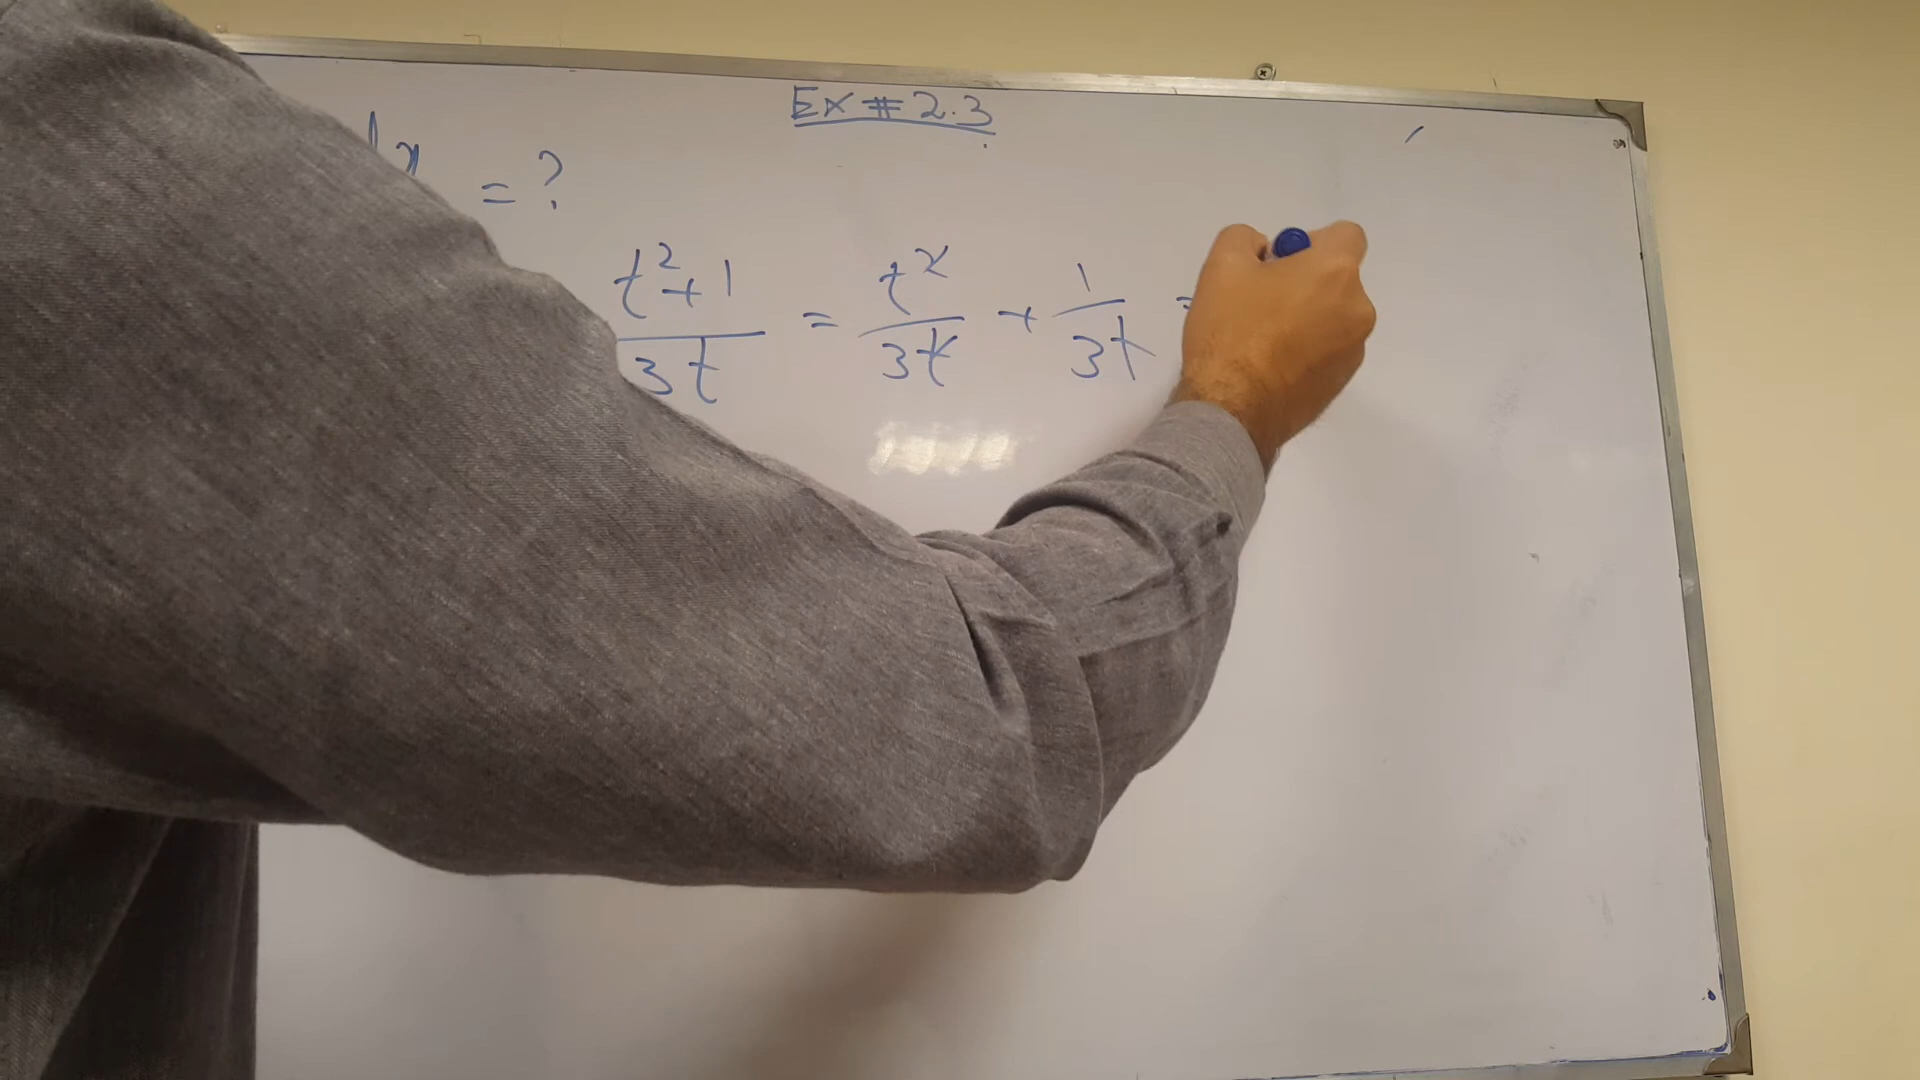 Ex # 2.3
= ?
t²+1/3t = t²/3t + 1/3t =